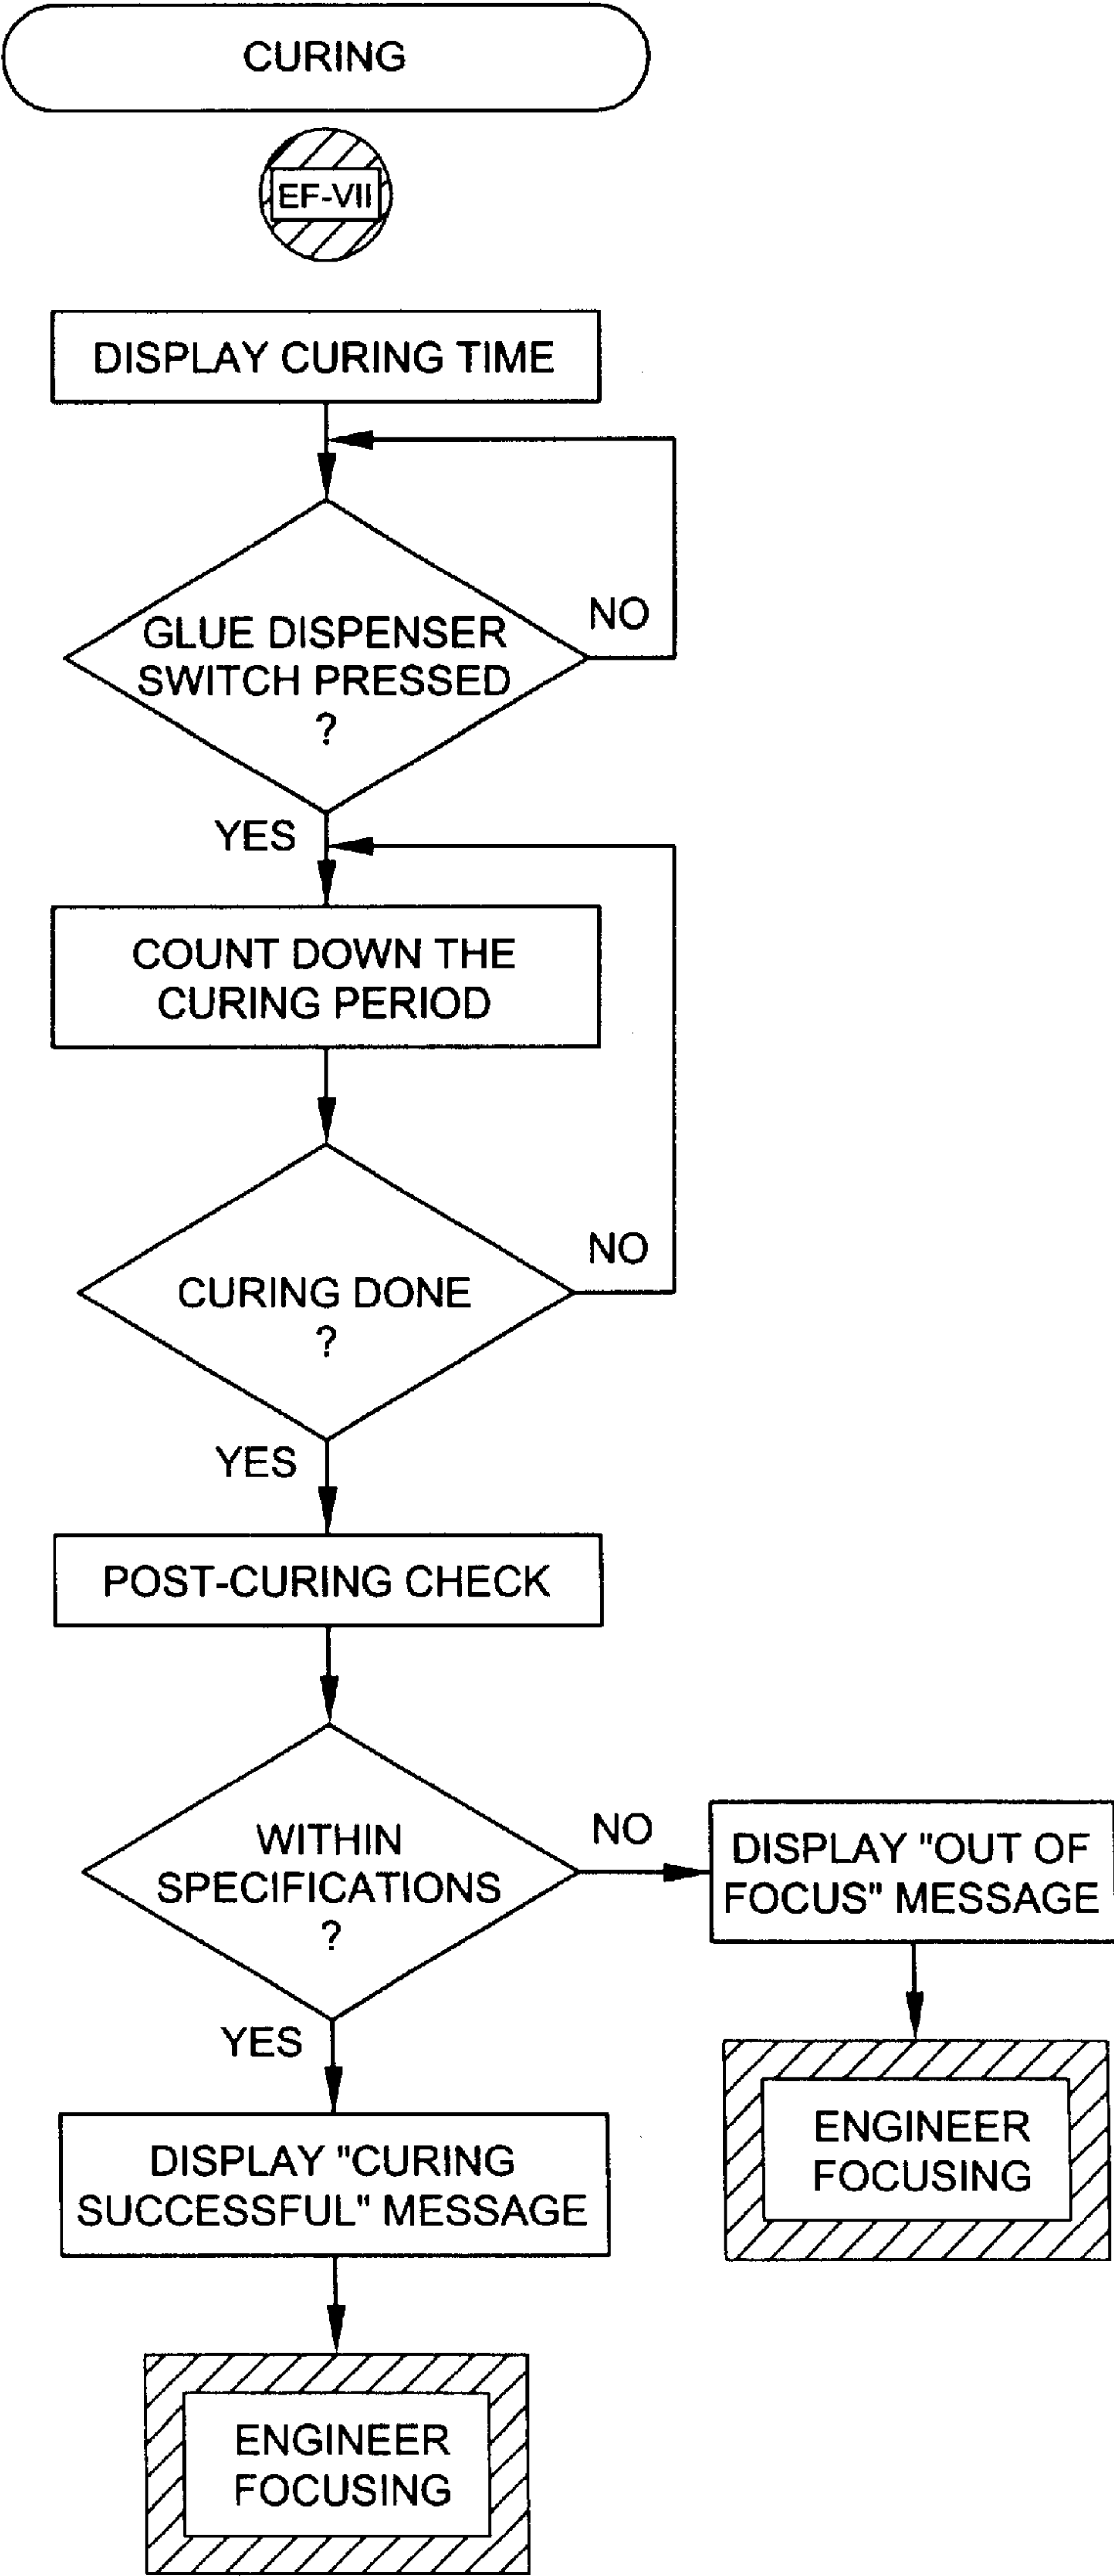 CURING
EF-VII
DISPLAY CURING TIME
GLUE DISPENSER
SWITCH PRESSED
?
NO
YES
COUNT DOWN THE
CURING PERIOD
CURING DONE
?
NO
YES
POST-CURING CHECK
WITHIN
SPECIFICATIONS
?
NO
DISPLAY "OUT OF
FOCUS" MESSAGE
ENGINEER
FOCUSING
YES
DISPLAY "CURING
SUCCESSFUL" MESSAGE
ENGINEER
FOCUSING